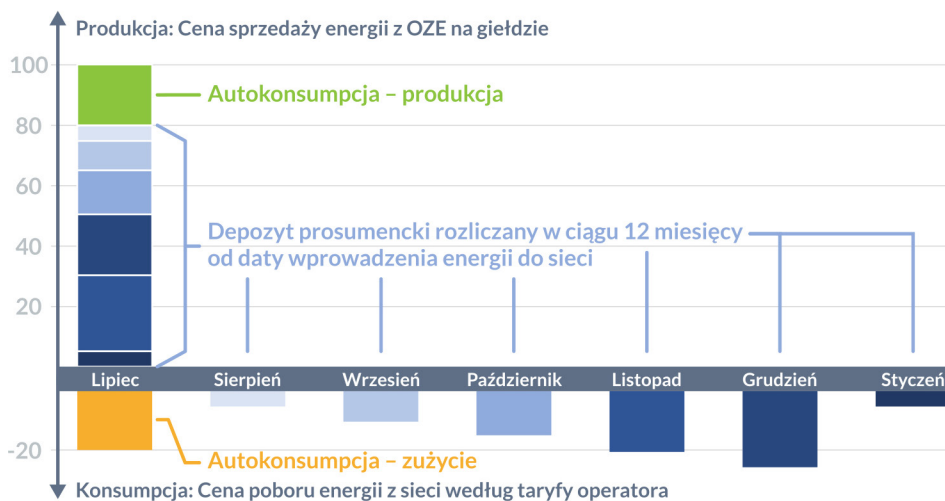 Produkcja: Cena sprzedaży energii z OZE na giełdzie
100
Autokonsumpcja – produkcja
80
60
Depozyt prosumencki rozliczany w ciągu 12 miesięcy
40
od daty wprowadzenia energii do sieci
20
Lipiec Sierpień Wrzesień Październik Listopad Grudzień Styczeń
-20
Autokonsumpcja – zużycie
Konsumpcja: Cena poboru energii z sieci według taryfy operatora